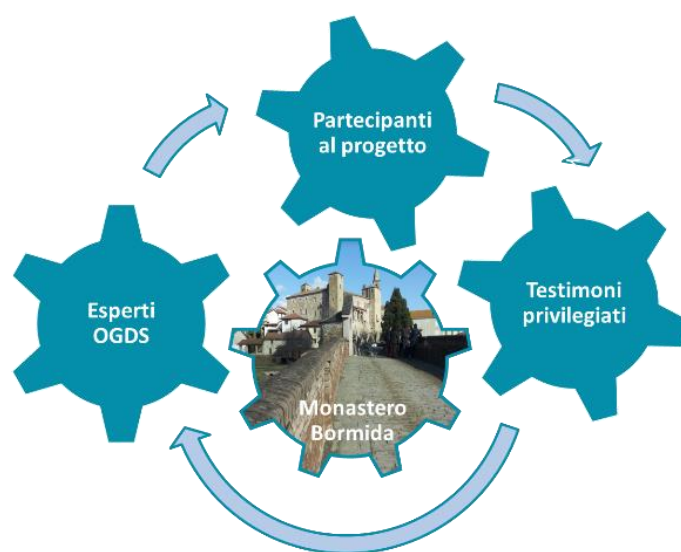 Partecipanti
al progetto
Esperti
OGDS
Testimoni
privilegiati
Monastero
Bormida